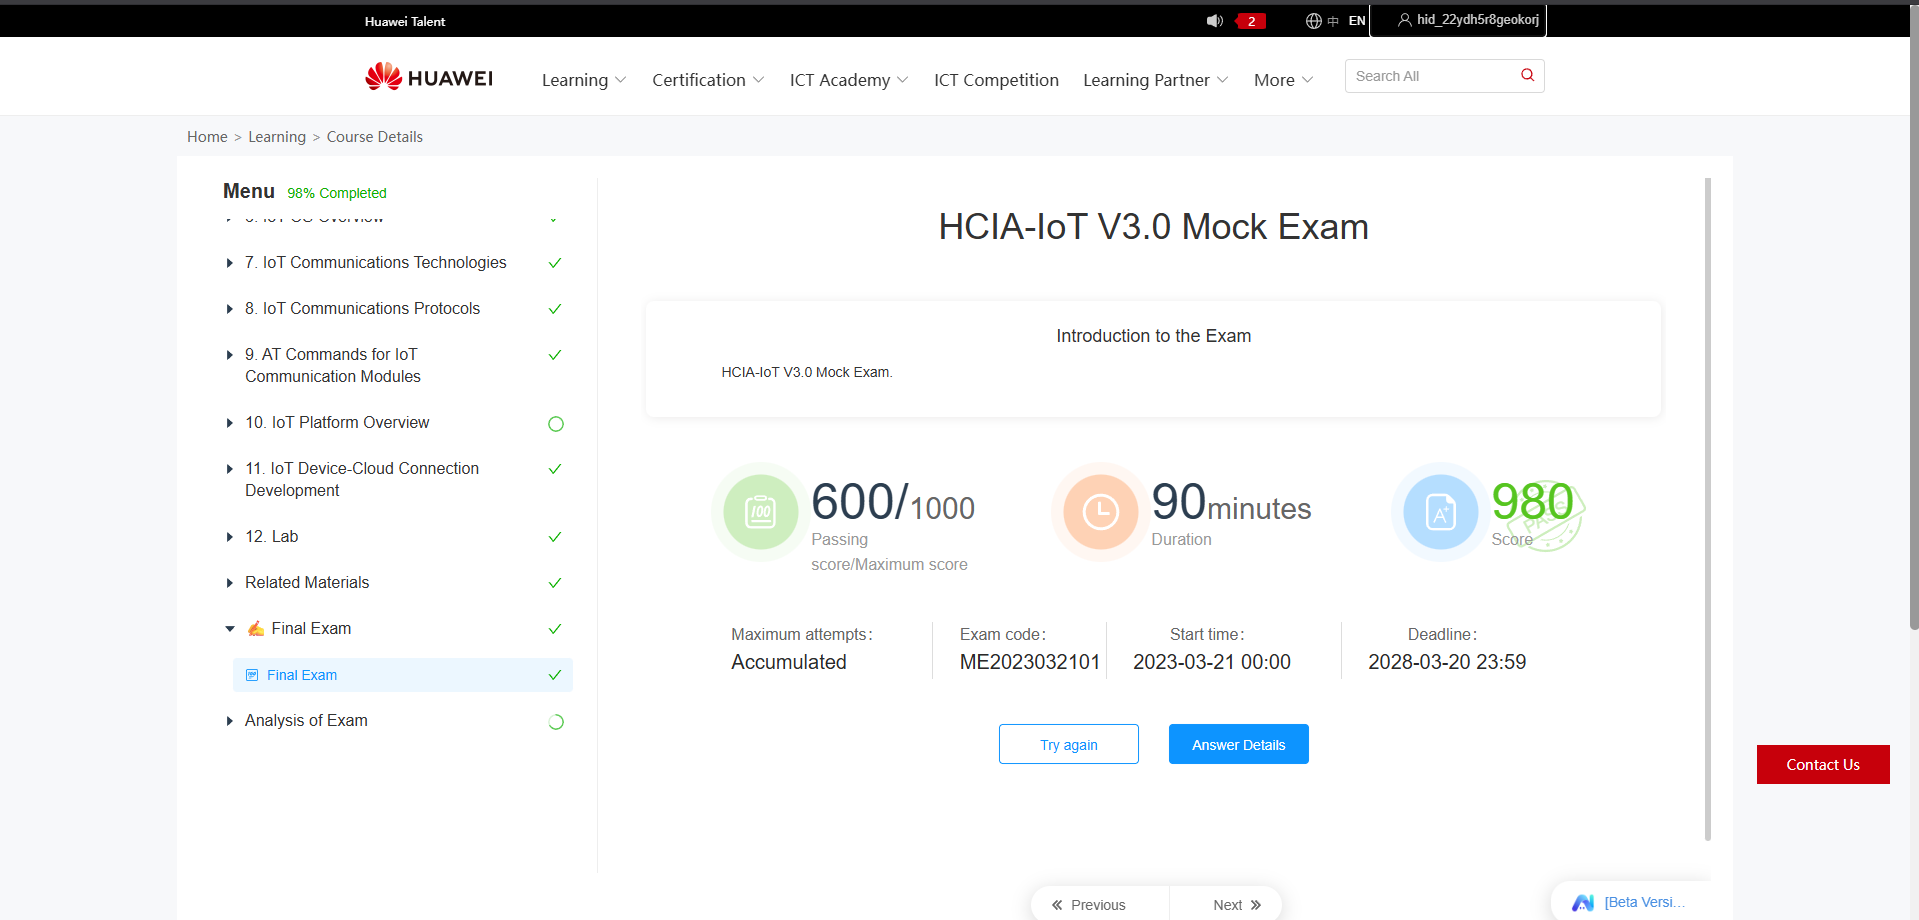 Huawei Talent
2
中 EN
hid_22ydh5r8geokorj
HUAWEI
Learning
Certification
ICT Academy
ICT Competition
Learning Partner
More
Search All
Home > Learning > Course Details
Menu 98% Completed
7. IoT Communications Technologies
8. IoT Communications Protocols
9. AT Commands for IoT
Communication Modules
10. IoT Platform Overview
11. IoT Device-Cloud Connection
Development
12. Lab
Related Materials
Final Exam
Final Exam
Analysis of Exam
HCIA-IoT V3.0 Mock Exam
Introduction to the Exam
HCIA-IoT V3.0 Mock Exam.
100
600/1000
Passing
score/Maximum score
90minutes
Duration
A+
980
Score
PASS
Maximum attempts:
Accumulated
Exam code:
ME2023032101
Start time:
2023-03-21 00:00
Deadline:
2028-03-20 23:59
Try again
Answer Details
Contact Us
Previous
Next
[Beta Versi...